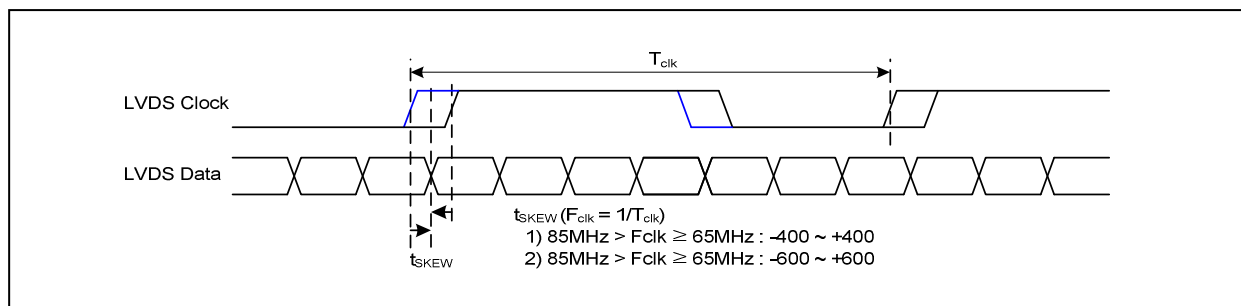 T_clk
LVDS Clock
LVDS Data
t_SKEW (F_clk = 1/T_clk)
1) 85MHz > Fclk ≥ 65MHz : -400 ~ +400
2) 85MHz > Fclk ≥ 65MHz : -600 ~ +600
t_SKEW